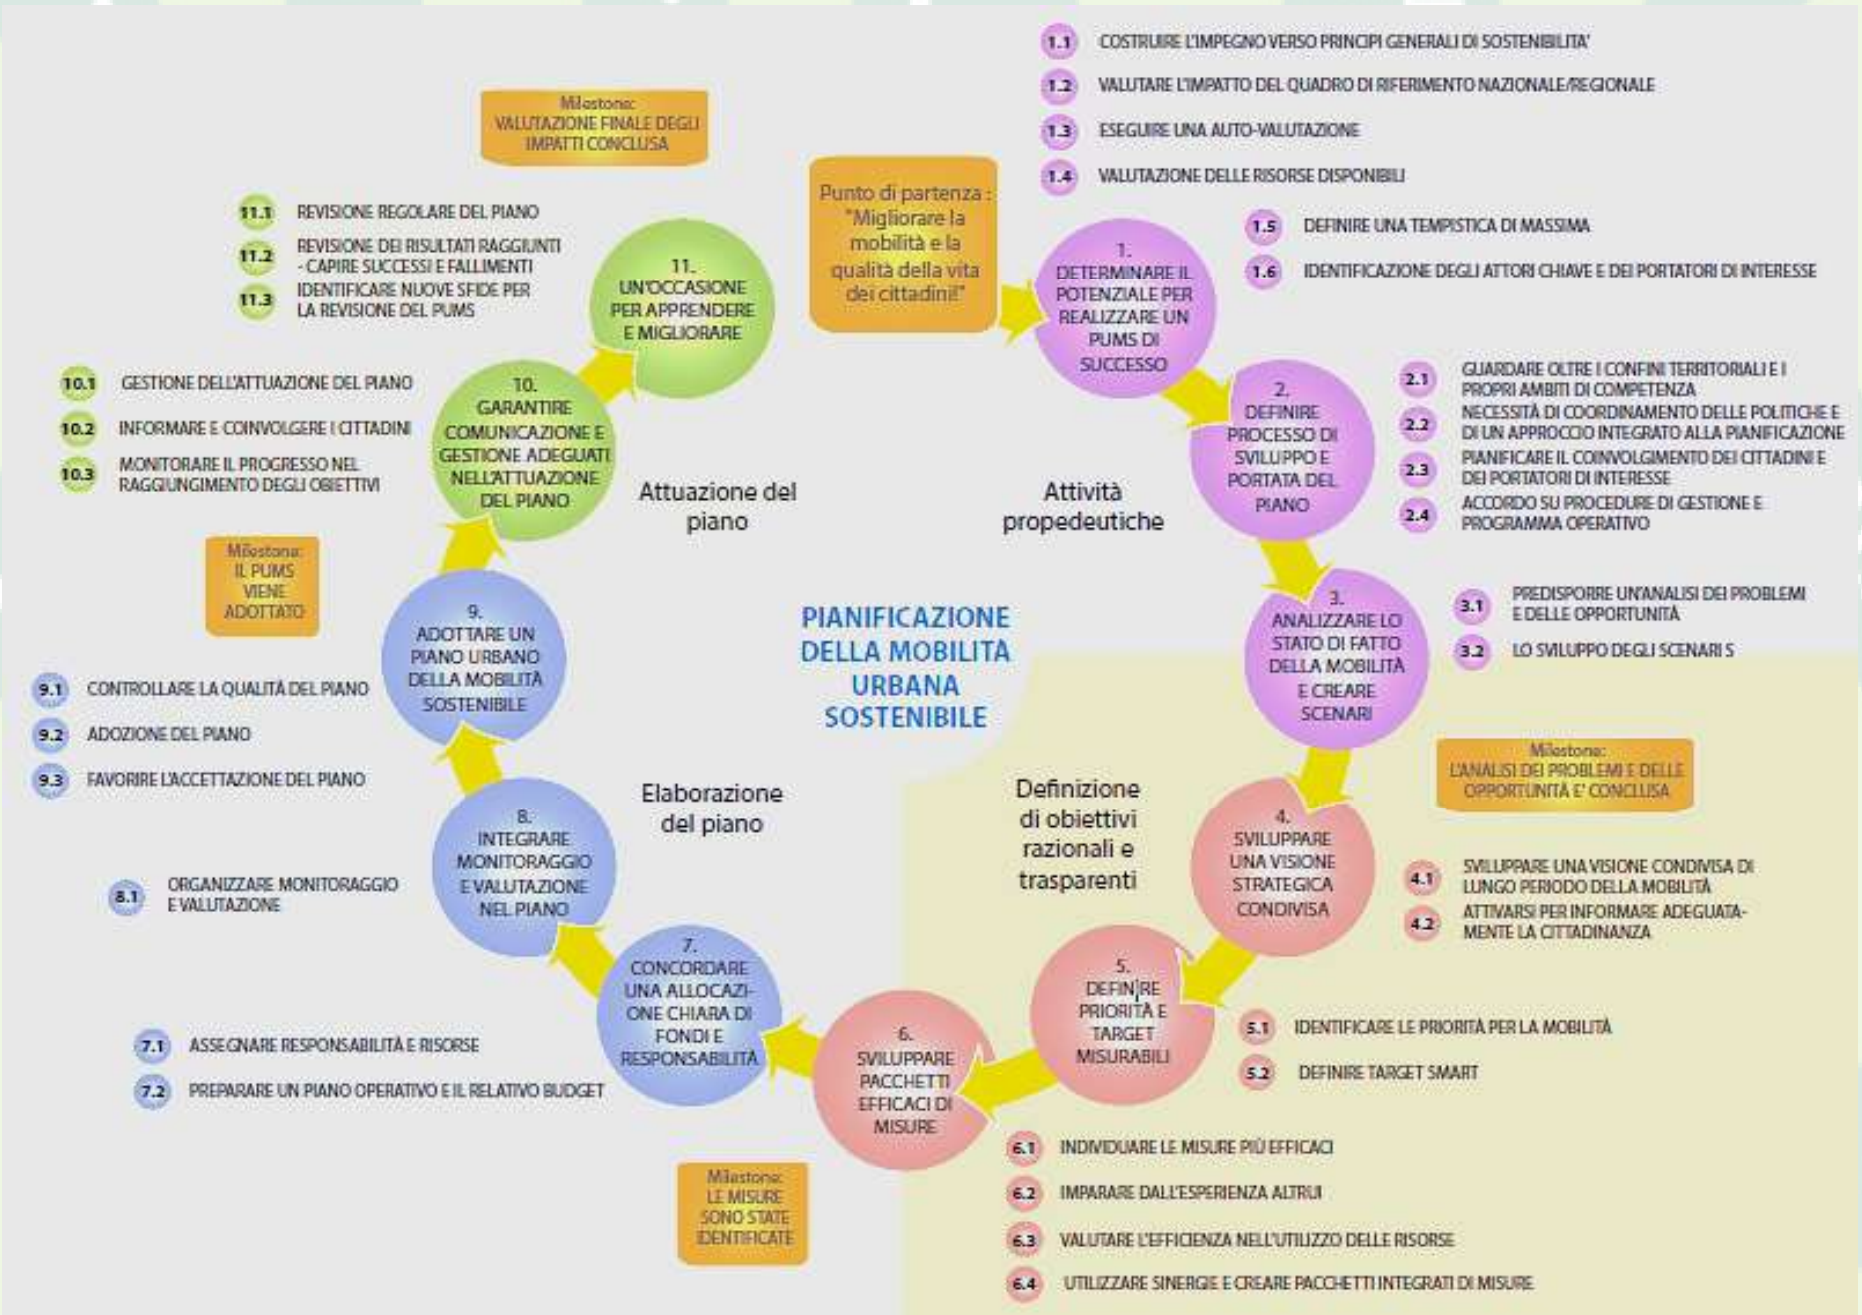 1.1 COSTRUIRE L'IMPEGNO VERSO PRINCIPI GENERALI DI SOSTENIBILITA'
1.2 VALUTARE L'IMPATTO DEL QUADRO DI RIFERIMENTO NAZIONALE/REGIONALE
1.3 ESEGUIRE UNA AUTO-VALUTAZIONE
1.4 VALUTAZIONE DELLE RISORSE DISPONIBILI
1.5 DEFINIRE UNA TEMPISTICA DI MASSIMA
1.6 IDENTIFICAZIONE DEGLI ATTORI CHIAVE E DEI PORTATORI DI INTERESSE
Punto di partenza :
"Migliorare la
mobilità e la
qualità della vita
dei cittadini!"
1.
DETERMINARE IL
POTENZIALE PER
REALIZZARE UN
PUMS DI
SUCCESSO
2.
DEFINIRE
PROCESSO DI
SVILUPPO E
PORTATA DEL
PIANO
2.1 GUARDARE OLTRE I CONFINI TERRITORIALI E I
PROPRI AMBITI DI COMPETENZA
2.2 NECESSITÀ DI COORDINAMENTO DELLE POLITICHE E
DI UN APPROCCIO INTEGRATO ALLA PIANIFICAZIONE
2.3 PIANIFICARE IL COINVOLGIMENTO DEI CITTADINI E
DEI PORTATORI DI INTERESSE
2.4 ACCORDO SU PROCEDURE DI GESTIONE E
PROGRAMMA OPERATIVO
Attività
propedeutiche
3.
ANALIZZARE LO
STATO DI FATTO
DELLA MOBILITÀ
E CREARE
SCENARI
3.1 PREDISPORRE UN'ANALISI DEI PROBLEMI
E DELLE OPPORTUNITÀ
3.2 LO SVILUPPO DEGLI SCENARI S
Milestone:
L'ANALISI DEI PROBLEMI E DELLE
OPPORTUNITÀ E' CONCLUSA
PIANIFICAZIONE
DELLA MOBILITÀ
URBANA
SOSTENIBILE
Definizione
di obiettivi
razionali e
trasparenti
4.
SVILUPPARE
UNA VISIONE
STRATEGICA
CONDIVISA
4.1 SVILUPPARE UNA VISIONE CONDIVISA DI
LUNGO PERIODO DELLA MOBILITÀ
4.2 ATTIVARSI PER INFORMARE ADEGUATA-
MENTE LA CITTADINANZA
5.
DEFINIRE
PRIORITÀ E
TARGET
MISURABILI
5.1 IDENTIFICARE LE PRIORITÀ PER LA MOBILITÀ
5.2 DEFINIRE TARGET SMART
6.
SVILUPPARE
PACCHETTI
EFFICACI DI
MISURE
6.1 INDIVIDUARE LE MISURE PIÙ EFFICACI
6.2 IMPARARE DALL'ESPERIENZA ALTRUI
6.3 VALUTARE L'EFFICIENZA NELL'UTILIZZO DELLE RISORSE
6.4 UTILIZZARE SINERGIE E CREARE PACCHETTI INTEGRATI DI MISURE
Milestone:
LE MISURE
SONO STATE
IDENTIFICATE
Elaborazione
del piano
7.
CONCORDARE
UNA ALLOCAZI-
ONE CHIARA DI
FONDI E
RESPONSABILITÀ
7.1 ASSEGNARE RESPONSABILITÀ E RISORSE
7.2 PREPARARE UN PIANO OPERATIVO E IL RELATIVO BUDGET
8.
INTEGRARE
MONITORAGGIO
E VALUTAZIONE
NEL PIANO
8.1 ORGANIZZARE MONITORAGGIO
E VALUTAZIONE
9.
ADOTTARE UN
PIANO URBANO
DELLA MOBILITÀ
SOSTENIBILE
9.1 CONTROLLARE LA QUALITÀ DEL PIANO
9.2 ADOZIONE DEL PIANO
9.3 FAVORIRE L'ACCETTAZIONE DEL PIANO
Milestone:
IL PUMS
VIENE
ADOTTATO
Attuazione del
piano
10.
GARANTIRE
COMUNICAZIONE E
GESTIONE ADEGUATI
NELL'ATTUAZIONE
DEL PIANO
10.1 GESTIONE DELL'ATTUAZIONE DEL PIANO
10.2 INFORMARE E COINVOLGERE I CITTADINI
10.3 MONITORARE IL PROGRESSO NEL
RAGGIUNGIMENTO DEGLI OBIETTIVI
11.
UN'OCCASIONE
PER APPRENDERE
E MIGLIORARE
11.1 REVISIONE REGOLARE DEL PIANO
11.2 REVISIONE DEI RISULTATI RAGGIUNTI
- CAPIRE SUCCESSI E FALLIMENTI
11.3 IDENTIFICARE NUOVE SFIDE PER
LA REVISIONE DEL PUMS
Milestone:
VALUTAZIONE FINALE DEGLI
IMPATTI CONCLUSA